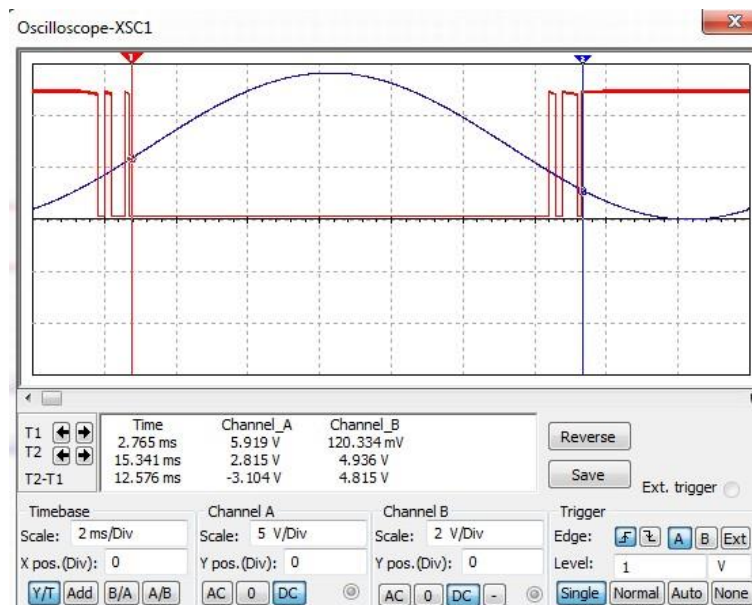 Oscilloscope-XSC1
x
1 2
T1 T2 T2-T1
Time Channel_A Channel_B
2.765 ms 5.919 V 120.334 mV
15.341 ms 2.815 V 4.936 V
12.576 ms -3.104 V 4.815 V
Reverse
Save
Ext. trigger
Timebase
Scale: 2 ms/Div
X pos.(Div): 0
Y/T Add B/A A/B
Channel A
Scale: 5 V/Div
Y pos.(Div): 0
AC 0 DC
Channel B
Scale: 2 V/Div
Y pos.(Div): 0
AC 0 DC -
Trigger
Edge: A B Ext
Level: 1 V
Single Normal Auto None